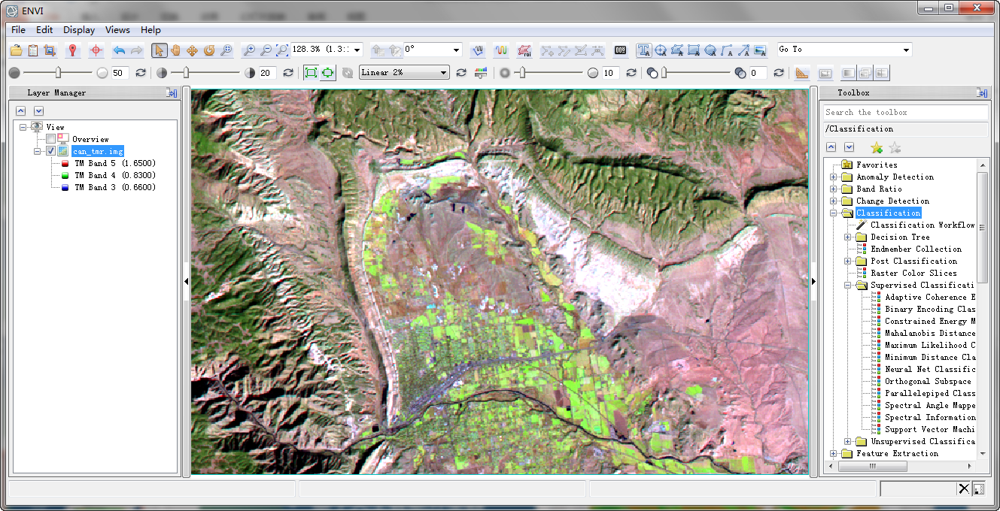 ENVI
File Edit Display Views Help
128.3% (1.3:: 0° ROI Go To
50 20 Linear 2% 10 0
Layer Manager
View
Overview
can_tmr.img
TM Band 5 (1.6500)
TM Band 4 (0.8300)
TM Band 3 (0.6600)
Toolbox
Search the toolbox
/Classification
Favorites
Anomaly Detection
Band Ratio
Change Detection
Classification
Classification Workflow
Decision Tree
Endmember Collection
Post Classification
Raster Color Slices
Supervised Classificati
Adaptive Coherence E
Binary Encoding Clas
Constrained Energy M
Mahalanobis Distance
Maximum Likelihood C
Minimum Distance Cla
Neural Net Classific
Orthogonal Subspace
Parallelepiped Class
Spectral Angle Mappe
Spectral Information
Support Vector Machi
Unsupervised Classifica
Feature Extraction